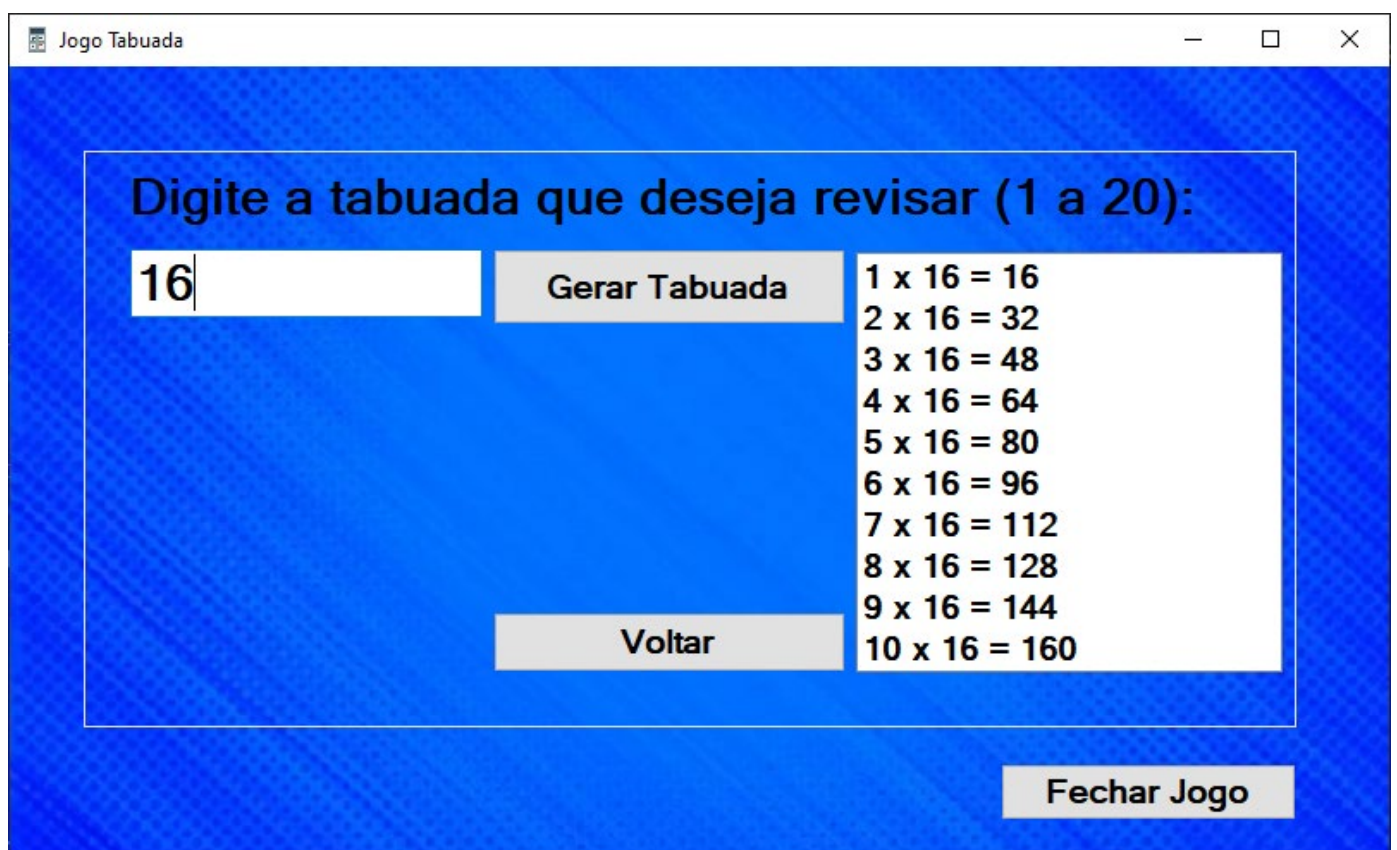 Jogo Tabuada
Digite a tabuada que deseja revisar (1 a 20):
16
Gerar Tabuada
1 x 16 = 16
2 x 16 = 32
3 x 16 = 48
4 x 16 = 64
5 x 16 = 80
6 x 16 = 96
7 x 16 = 112
8 x 16 = 128
9 x 16 = 144
10 x 16 = 160
Voltar
Fechar Jogo